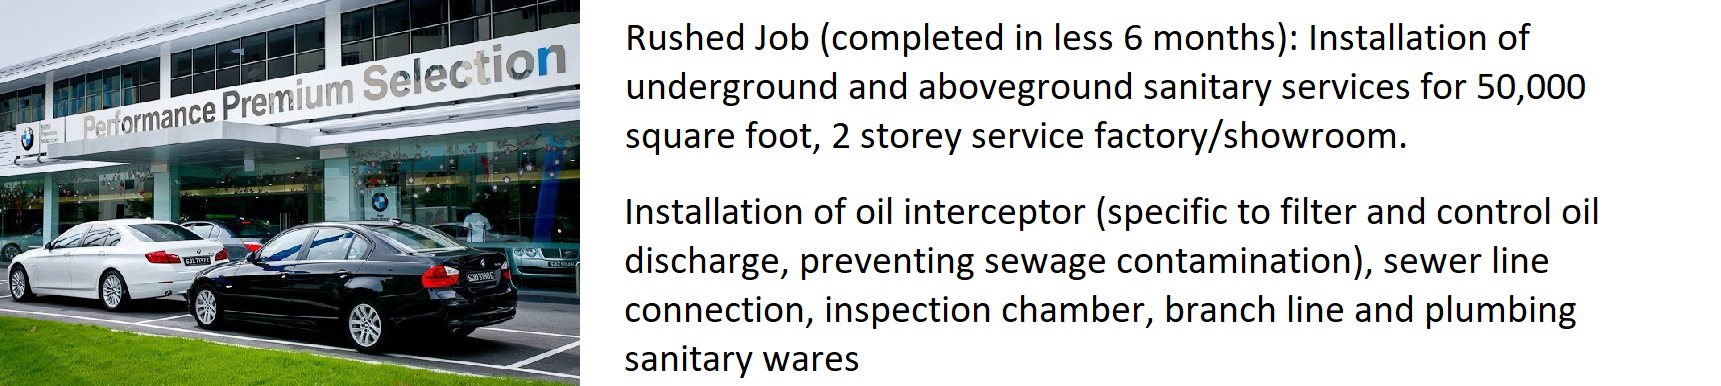 Performance Premium Selection
Rushed Job (completed in less 6 months): Installation of
underground and aboveground sanitary services for 50,000
square foot, 2 storey service factory/showroom.
Installation of oil interceptor (specific to filter and control oil
discharge, preventing sewage contamination), sewer line
connection, inspection chamber, branch line and plumbing
sanitary wares